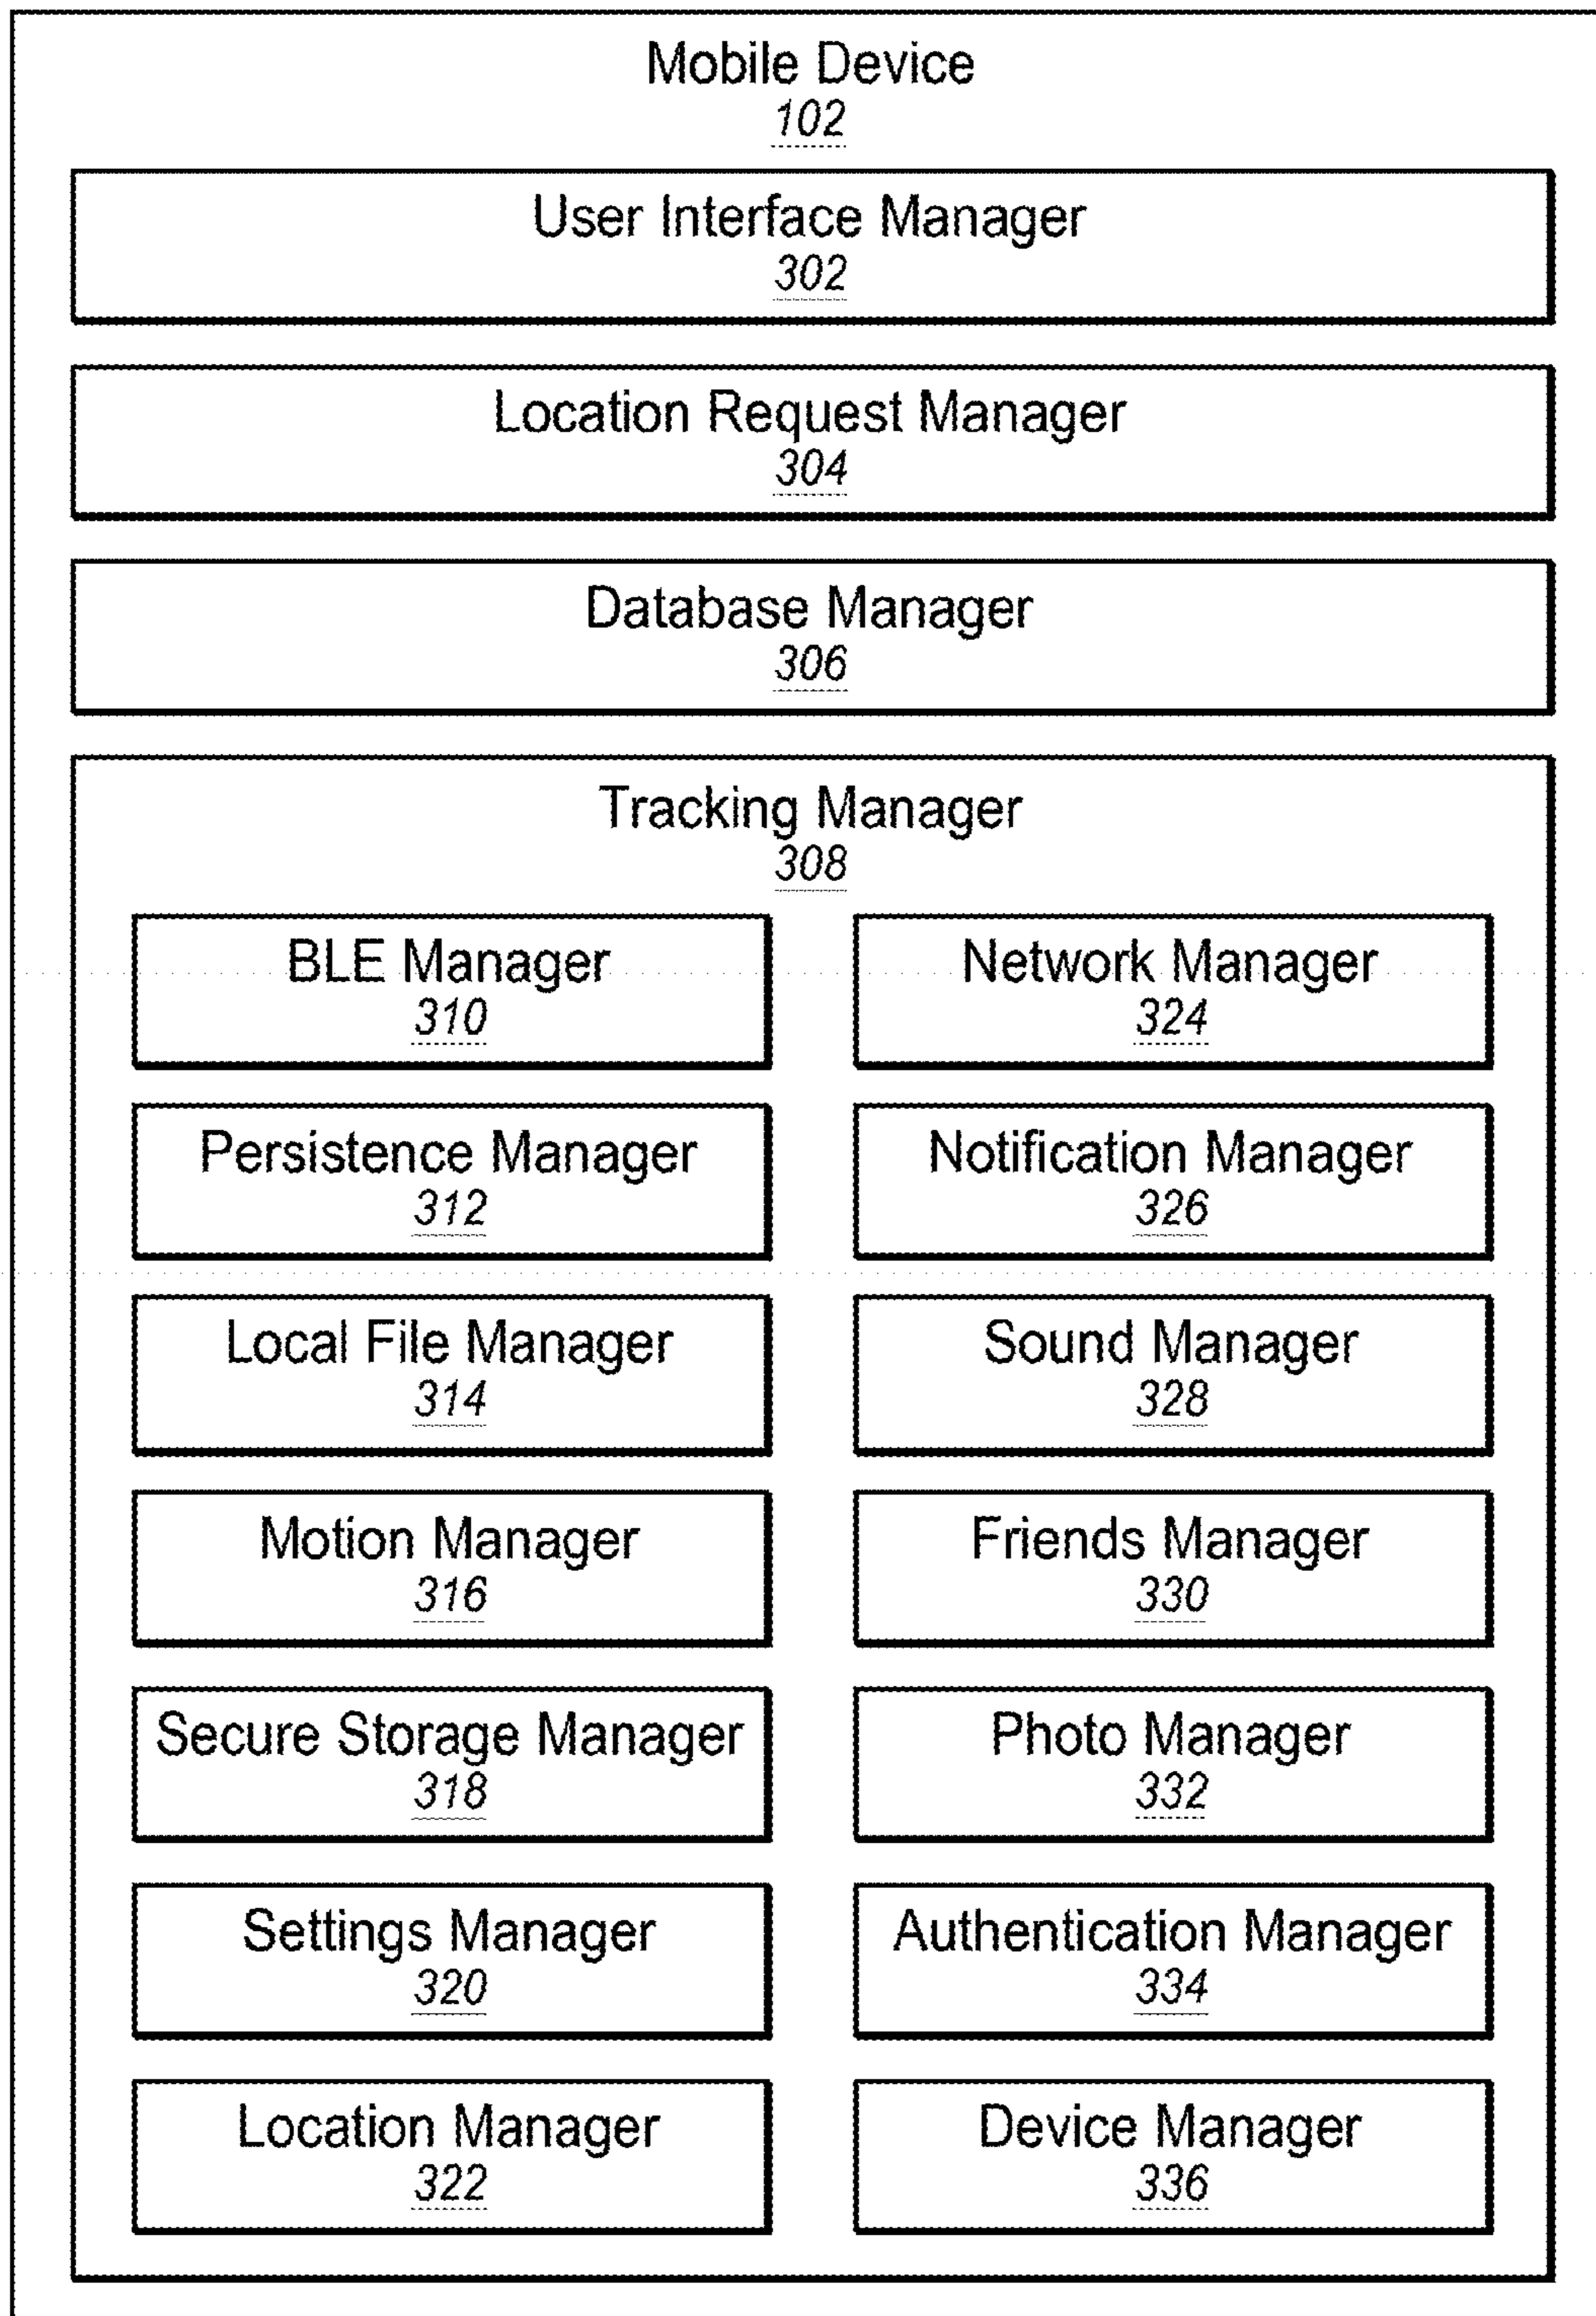 Mobile Device
102
User Interface Manager
302
Location Request Manager
304
Database Manager
306
Tracking Manager
308
BLE Manager
310
Network Manager
324
Persistence Manager
312
Notification Manager
326
Local File Manager
314
Sound Manager
328
Motion Manager
316
Friends Manager
330
Secure Storage Manager
318
Photo Manager
332
Settings Manager
320
Authentication Manager
334
Location Manager
322
Device Manager
336